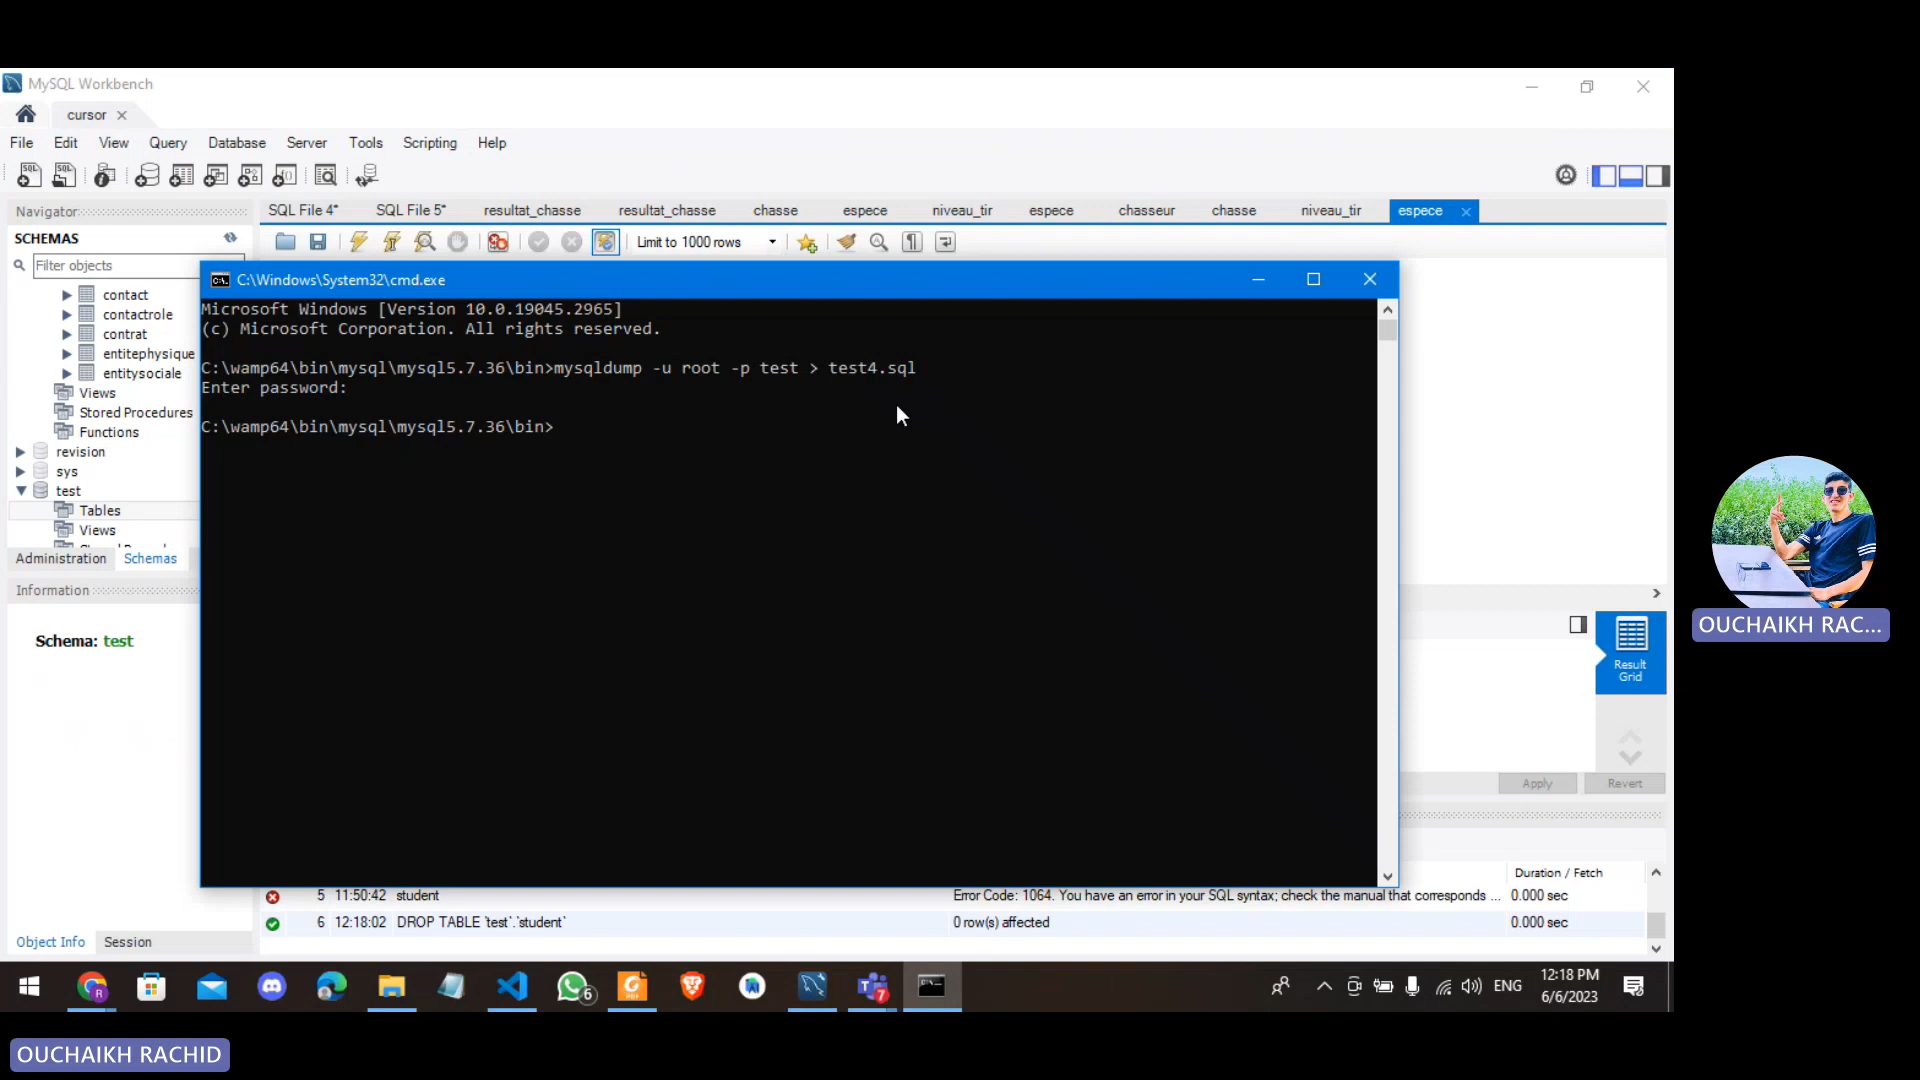 MySQL Workbench
cursor
File Edit View Query Database Server Tools Scripting Help
Navigator
SQL File 4* SQL File 5* resultat_chasse resultat_chasse chasse espece niveau_tir espece chasseur chasse niveau_tir espece
SCHEMAS
Limit to 1000 rows
Filter objects
contact
contactrole
contrat
entitephysique
entitysociale
Views
Stored Procedures
Functions
revision
sys
test
Tables
Views
Administration Schemas
Information
Schema: test
C:\Windows\System32\cmd.exe
Microsoft Windows [Version 10.0.19045.2965]
(c) Microsoft Corporation. All rights reserved.
C:\wamp64\bin\mysql\mysql5.7.36\bin>mysqldump -u root -p test > test4.sql
Enter password:
C:\wamp64\bin\mysql\mysql5.7.36\bin>
Result
Grid
Apply Revert
Duration / Fetch
5 11:50:42 student Error Code: 1064. You have an error in your SQL syntax; check the manual that corresponds ... 0.000 sec
6 12:18:02 DROP TABLE `test`.`student` 0 row(s) affected 0.000 sec
Object Info Session
6
7
ENG
12:18 PM
6/6/2023
OUCHAIKH RAC...
OUCHAIKH RACHID